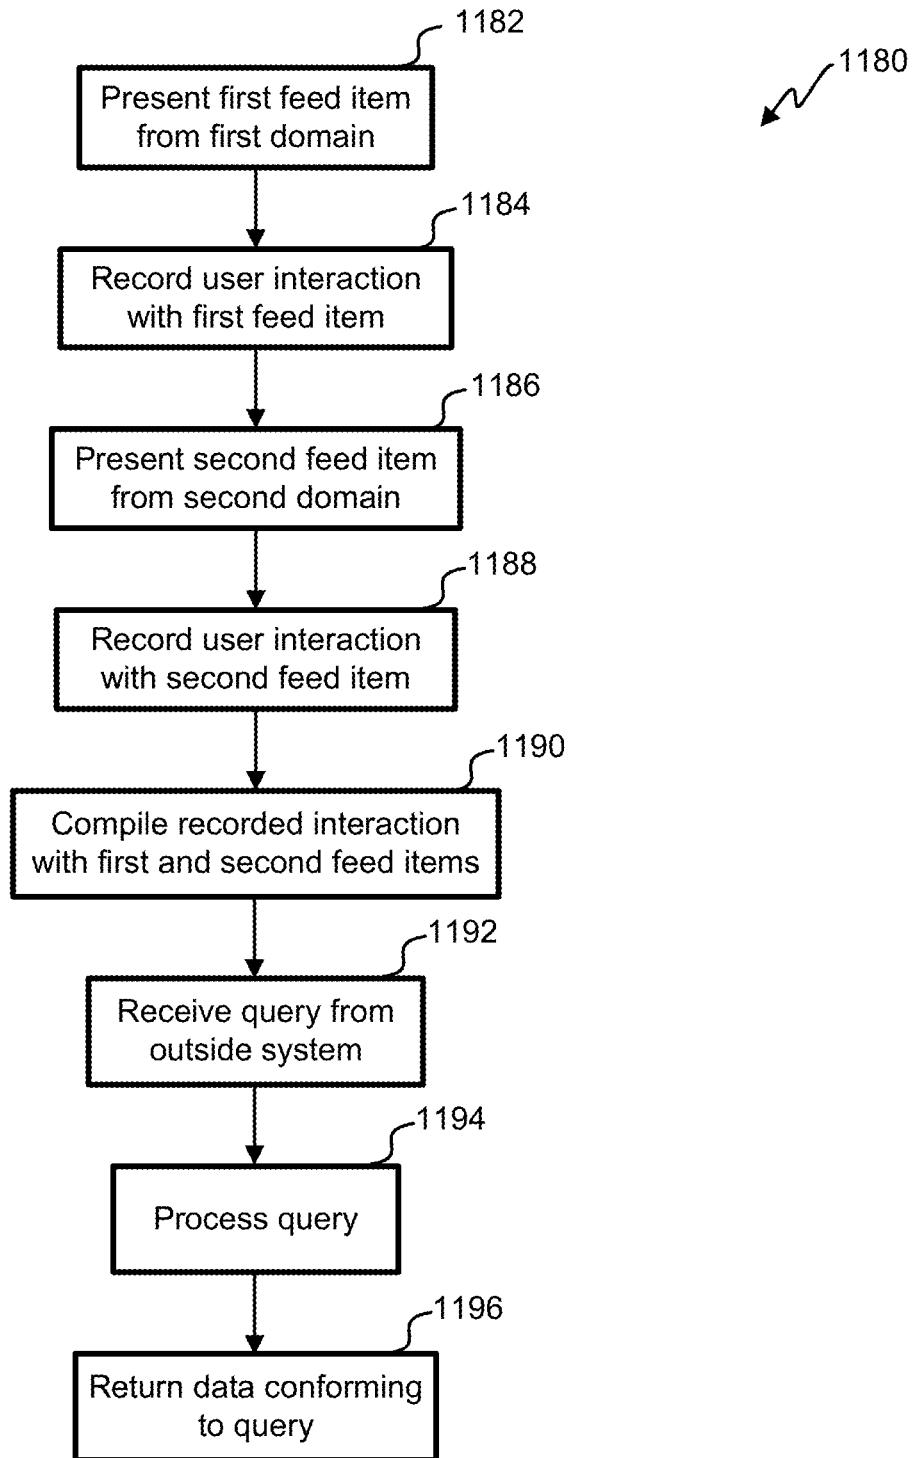 1182
1180
Present first feed item
from first domain
1184
Record user interaction
with first feed item
1186
Present second feed item
from second domain
1188
Record user interaction
with second feed item
1190
Compile recorded interaction
with first and second feed items
1192
Receive query from
outside system
1194
Process query
1196
Return data conforming
to query